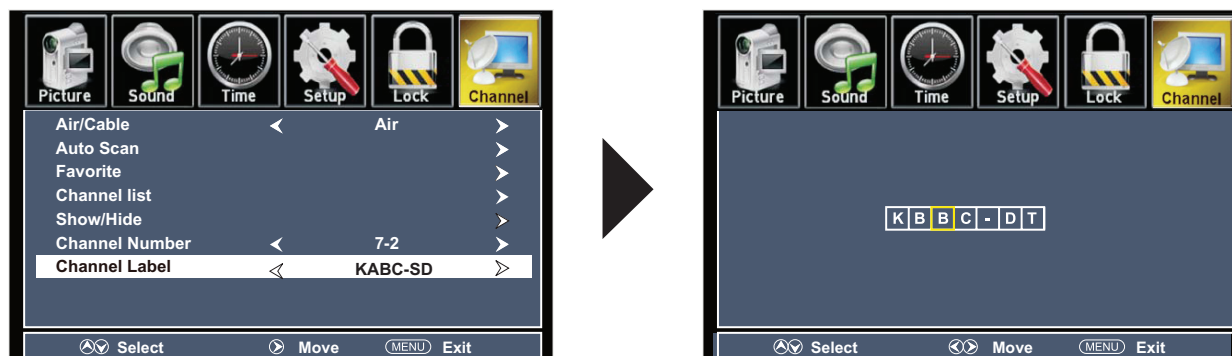 Picture Sound Time Setup Lock Channel
Air/Cable Air
Auto Scan
Favorite
Channel list
Show/Hide
Channel Number 7-2
Channel Label KABC-SD
Select Move MENU Exit
Picture Sound Time Setup Lock Channel
KBBC-DT
Select Move MENU Exit